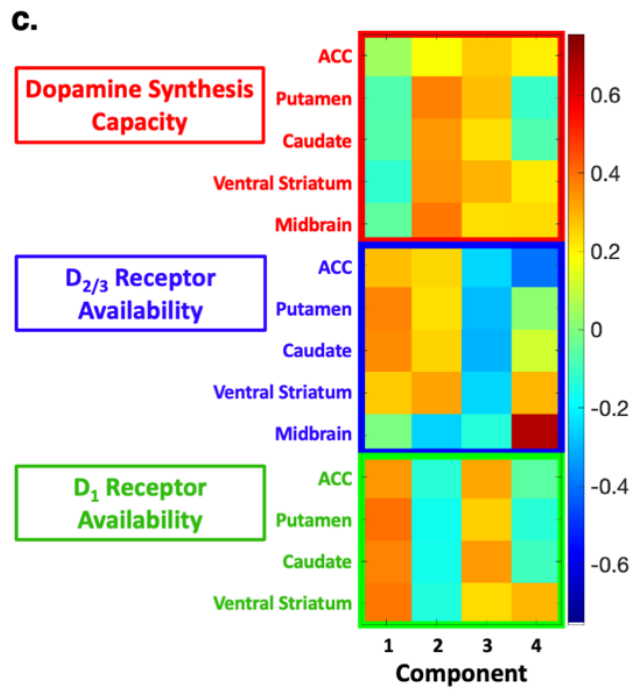 c.
Dopamine Synthesis
Capacity
ACC
Putamen
Caudate
Ventral Striatum
Midbrain
D2/3 Receptor
Availability
ACC
Putamen
Caudate
Ventral Striatum
Midbrain
D1 Receptor
Availability
ACC
Putamen
Caudate
Ventral Striatum
1 2 3 4
Component
0.6
0.4
0.2
0
-0.2
-0.4
-0.6